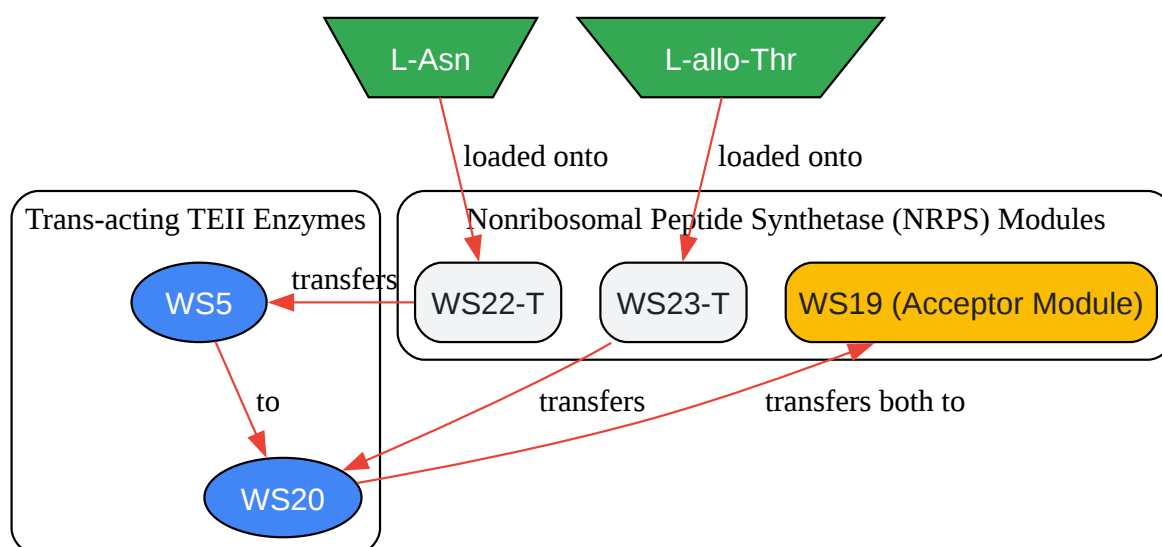 L-Asn
L-allo-Thr
loaded onto
loaded onto
Trans-acting TEII Enzymes
Nonribosomal Peptide Synthetase (NRPS) Modules
transfers
WS5
WS22-T
WS23-T
WS19 (Acceptor Module)
to
transfers
transfers both to
WS20